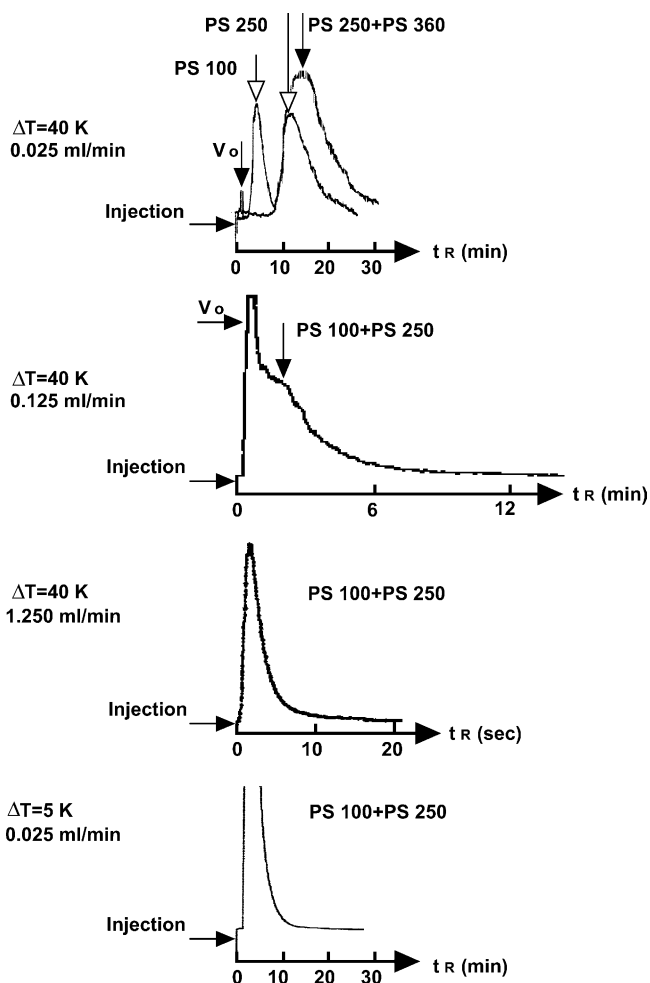 PS 250
PS 250+PS 360
PS 100
ΔT=40 K
0.025 ml/min
Vo
Injection
t R (min)
0 10 20 30
Vo
PS 100+PS 250
ΔT=40 K
0.125 ml/min
Injection
t R (min)
0 6 12
ΔT=40 K
1.250 ml/min
PS 100+PS 250
Injection
t R (sec)
0 10 20
ΔT=5 K
0.025 ml/min
PS 100+PS 250
Injection
t R (min)
0 10 20 30